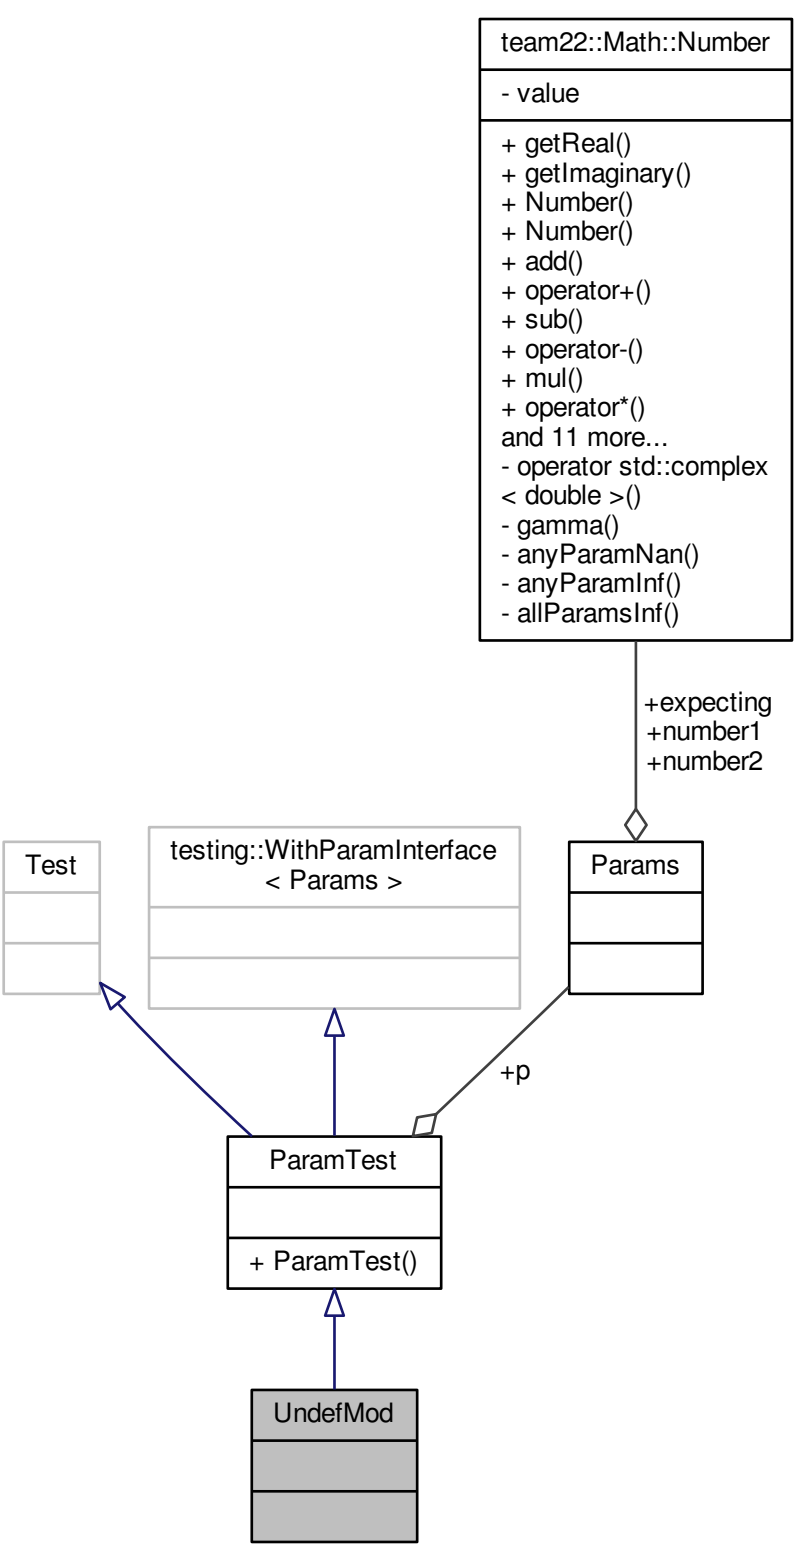 team22::Math::Number
- value
+ getReal()
+ getImaginary()
+ Number()
+ Number()
+ add()
+ operator+()
+ sub()
+ operator-()
+ mul()
+ operator*()
and 11 more...
- operator std::complex
< double >()
- gamma()
- anyParamNan()
- anyParamInf()
- allParamsInf()
+expecting
+number1
+number2
Test
testing::WithParamInterface
< Params >
Params
+p
ParamTest
+ ParamTest()
UndefMod